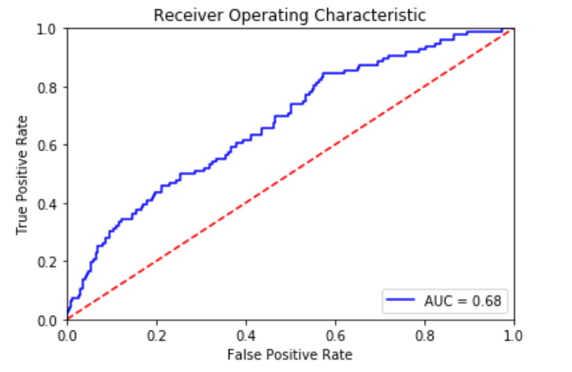 Receiver Operating Characteristic
1.0
0.8
0.6
0.4
0.2
0.0
True Positive Rate
AUC = 0.68
0.0 0.2 0.4 0.6 0.8 1.0
False Positive Rate